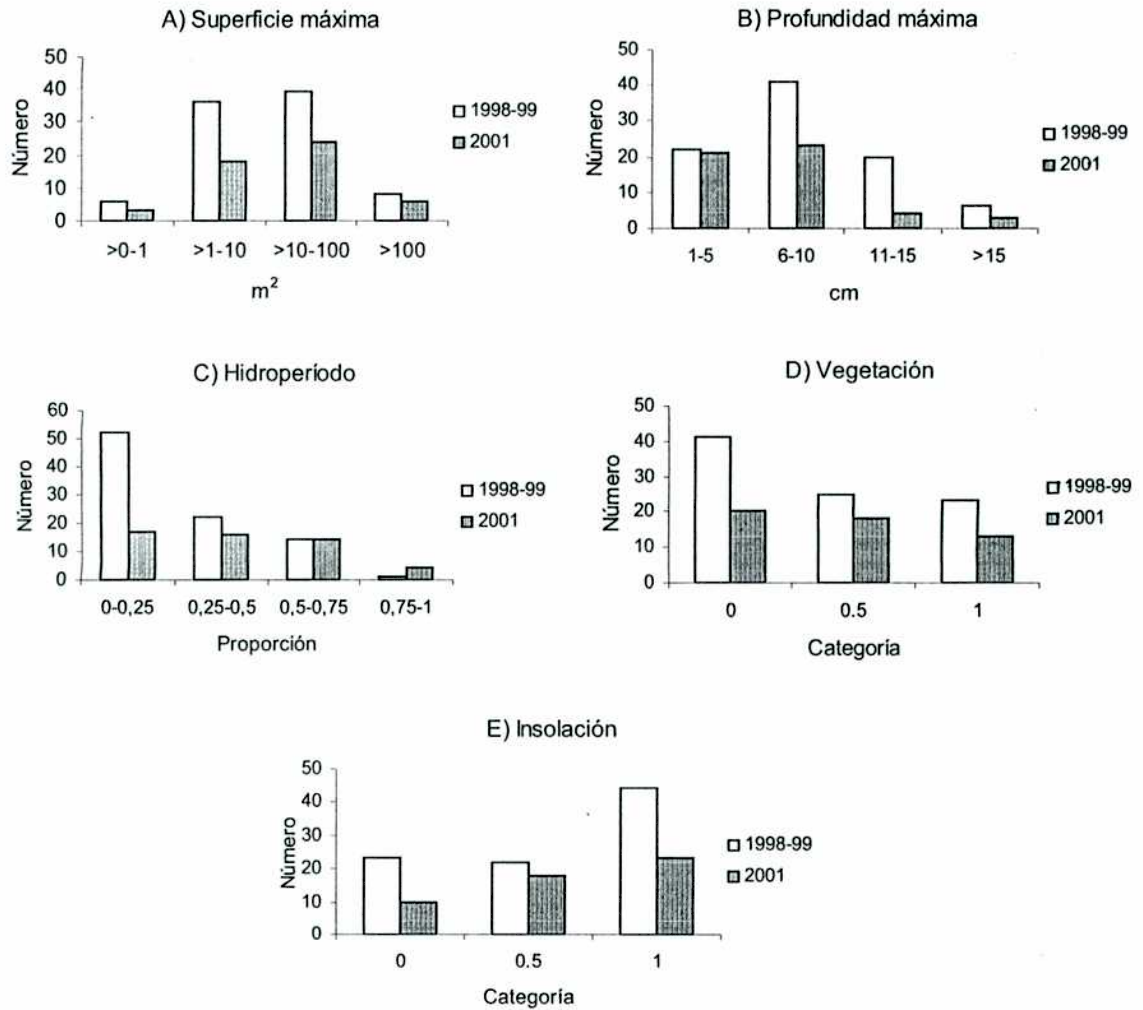 A) Superficie máxima
50
40
30
20
10
0
Número
>0-1 >1-10 >10-100 >100
m²
1998-99
2001
B) Profundidad máxima
50
40
30
20
10
0
Número
1-5 6-10 11-15 >15
cm
1998-99
2001
C) Hidroperíodo
60
50
40
30
20
10
0
Número
0-0,25 0,25-0,5 0,5-0,75 0,75-1
Proporción
1998-99
2001
D) Vegetación
50
40
30
20
10
0
Número
0 0.5 1
Categoría
1998-99
2001
E) Insolación
50
40
30
20
10
0
Número
0 0.5 1
Categoría
1998-99
2001